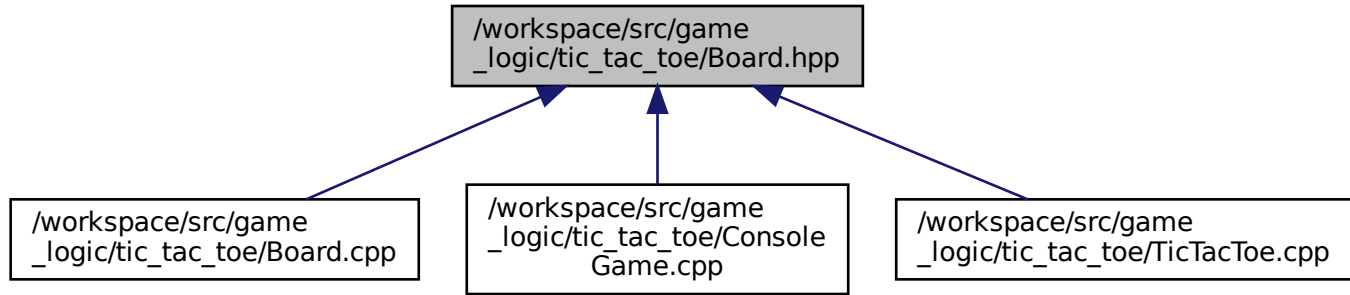 /workspace/src/game
_logic/tic_tac_toe/Board.hpp
/workspace/src/game
_logic/tic_tac_toe/Board.cpp
/workspace/src/game
_logic/tic_tac_toe/Console
Game.cpp
/workspace/src/game
_logic/tic_tac_toe/TicTacToe.cpp